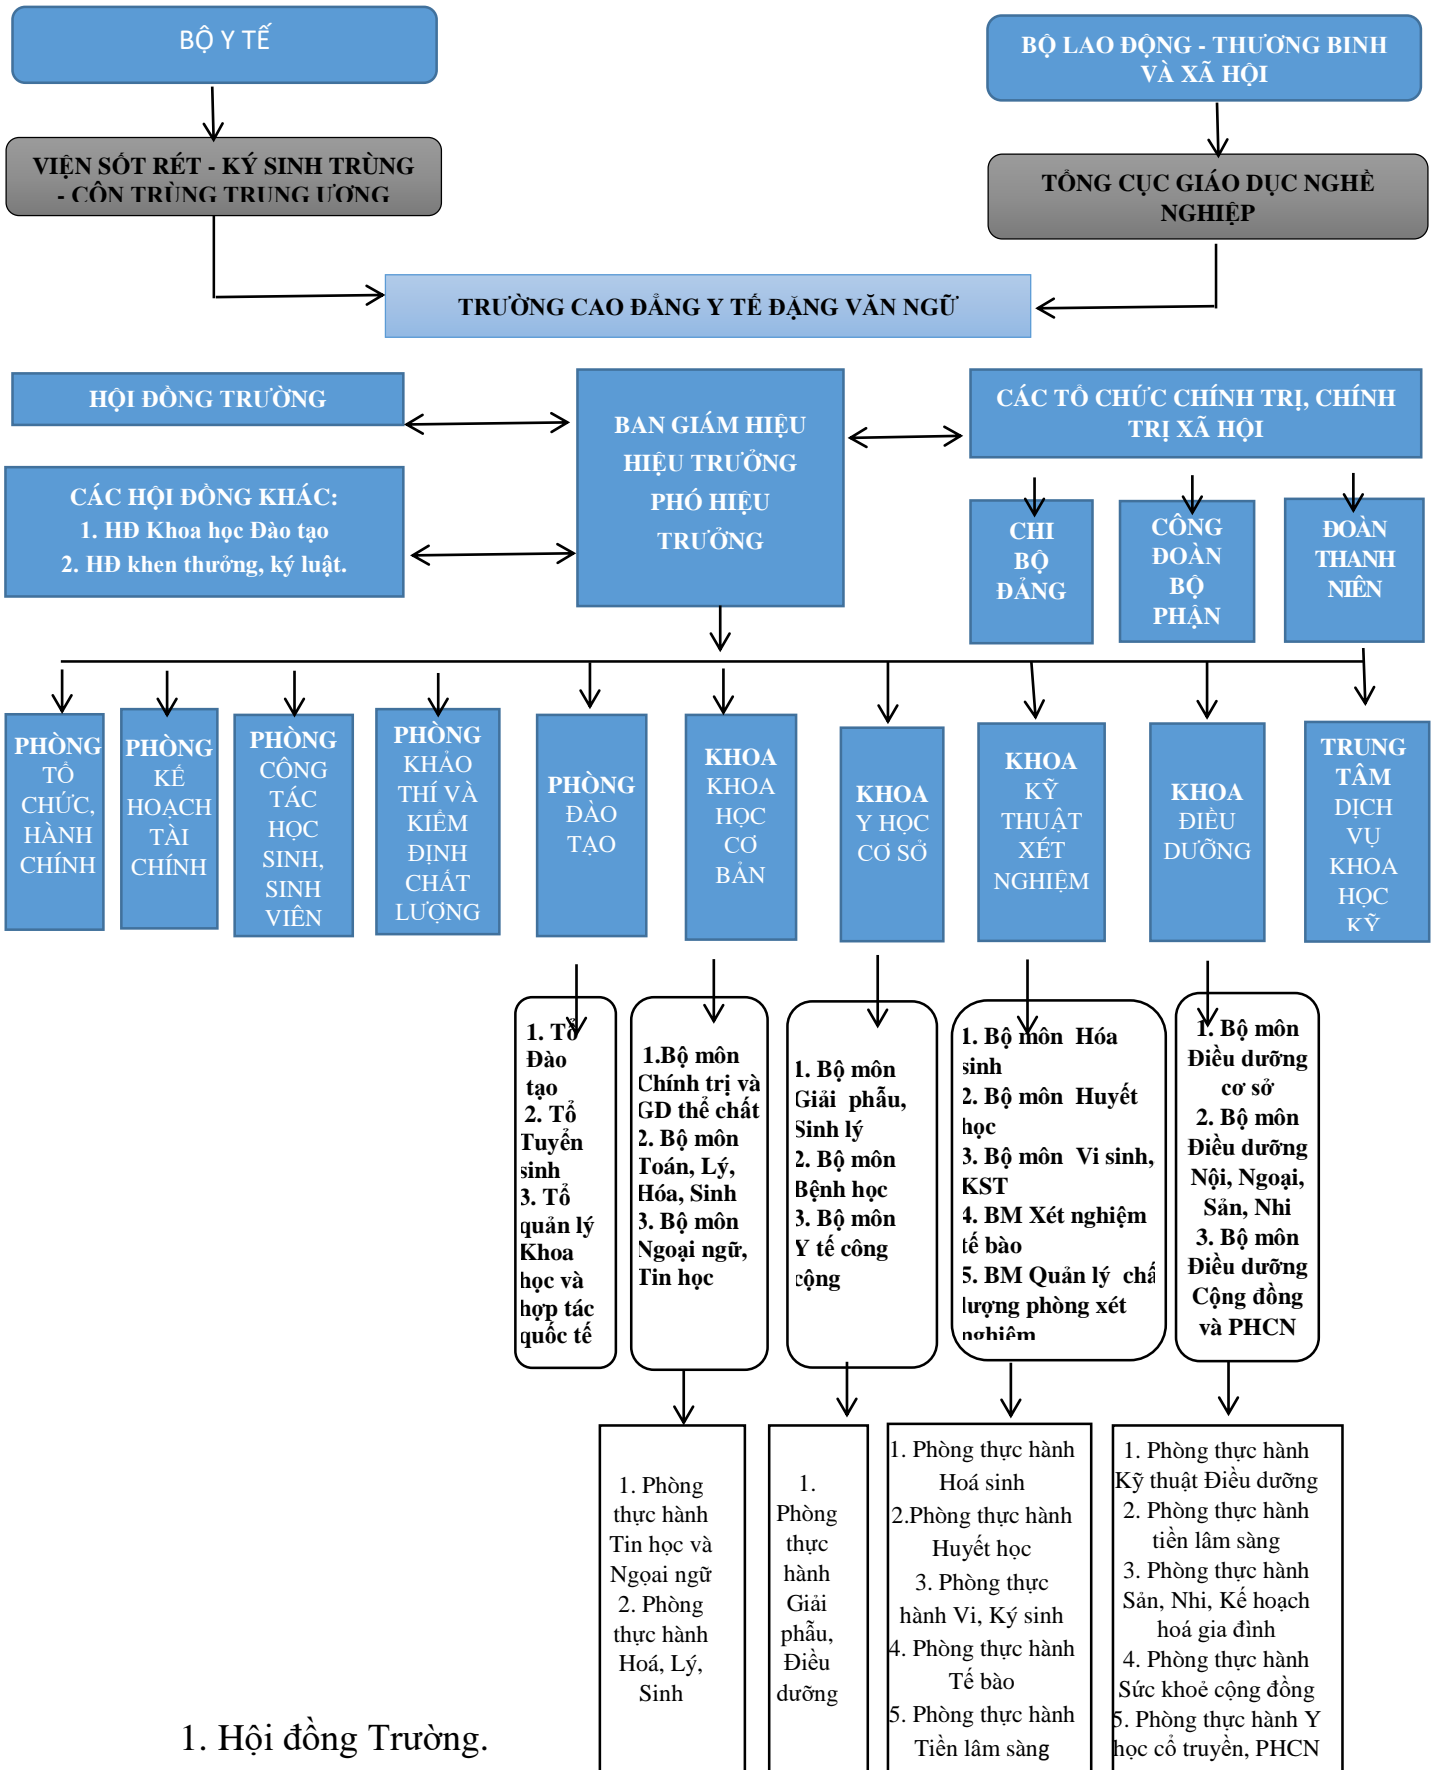 BỘ Y TẾ
BỘ LAO ĐỘNG - THƯƠNG BINH
VÀ XÃ HỘI
VIỆN SỐT RÉT - KÝ SINH TRÙNG
- CÔN TRÙNG TRUNG ƯƠNG
TỔNG CỤC GIÁO DỤC NGHỀ
NGHIỆP
TRƯỜNG CAO ĐẲNG Y TẾ ĐẶNG VĂN NGỮ
HỘI ĐỒNG TRƯỜNG
CÁC HỘI ĐỒNG KHÁC:
1. HĐ Khoa học Đào tạo
2. HĐ khen thưởng, ký luật.
BAN GIÁM HIỆU
HIỆU TRƯỞNG
PHÓ HIỆU
TRƯỞNG
CÁC TỔ CHỨC CHÍNH TRỊ, CHÍNH
TRỊ XÃ HỘI
CHI
BỘ
ĐẢNG
CÔNG
ĐOÀN
BỘ
PHẬN
ĐOÀN
THANH
NIÊN
PHÒNG
TỔ
CHỨC,
HÀNH
CHÍNH
PHÒNG
KẾ
HOẠCH
TÀI
CHÍNH
PHÒNG
CÔNG
TÁC
HỌC
SINH,
SINH
VIÊN
PHÒNG
KHẢO
THÍ VÀ
KIỂM
ĐỊNH
CHẤT
LƯỢNG
PHÒNG
ĐÀO
TẠO
KHOA
KHOA
HỌC
CƠ
BẢN
KHOA
Y HỌC
CƠ SỞ
KHOA
KỸ
THUẬT
XÉT
NGHIỆM
KHOA
ĐIỀU
DƯỠNG
TRUNG
TÂM
DỊCH
VỤ
KHOA
HỌC
KỸ
1. Tổ
Đào
tạo
2. Tổ
Tuyển
sinh
3. Tổ
quản lý
Khoa
học và
hợp tác
quốc tế
1.Bộ môn
Chính trị và
GD thể chất
2. Bộ môn
Toán, Lý,
Hóa, Sinh
3. Bộ môn
Ngoại ngữ,
Tin học
1. Bộ môn
Giải phẫu,
Sinh lý
2. Bộ môn
Bệnh học
3. Bộ môn
Y tế công
cộng
1. Bộ môn Hóa
sinh
2. Bộ môn Huyết
học
3. Bộ môn Vi sinh,
KST
4. BM Xét nghiệm
tế bào
5. BM Quản lý chấ
lượng phòng xét
nghiệm
1. Bộ môn
Điều dưỡng
cơ sở
2. Bộ môn
Điều dưỡng
Nội, Ngoại,
Sản, Nhi
3. Bộ môn
Điều dưỡng
Cộng đồng
và PHCN
1. Phòng
thực hành
Tin học và
Ngọai ngữ
2. Phòng
thực hành
Hoá, Lý,
Sinh
1.
Phòng
thực
hành
Giải
phẫu,
Điều
dưỡng
1. Phòng thực hành
Hoá sinh
2.Phòng thực hành
Huyết học
3. Phòng thực
hành Vi, Ký sinh
4. Phòng thực hành
Tế bào
5. Phòng thực hành
Tiền lâm sàng
1. Phòng thực hành
Kỹ thuật Điều dưỡng
2. Phòng thực hành
tiền lâm sàng
3. Phòng thực hành
Sản, Nhi, Kế hoạch
hoá gia đình
4. Phòng thực hành
Sức khoẻ cộng đồng
5. Phòng thực hành Y
học cổ truyền, PHCN
1. Hội đồng Trường.